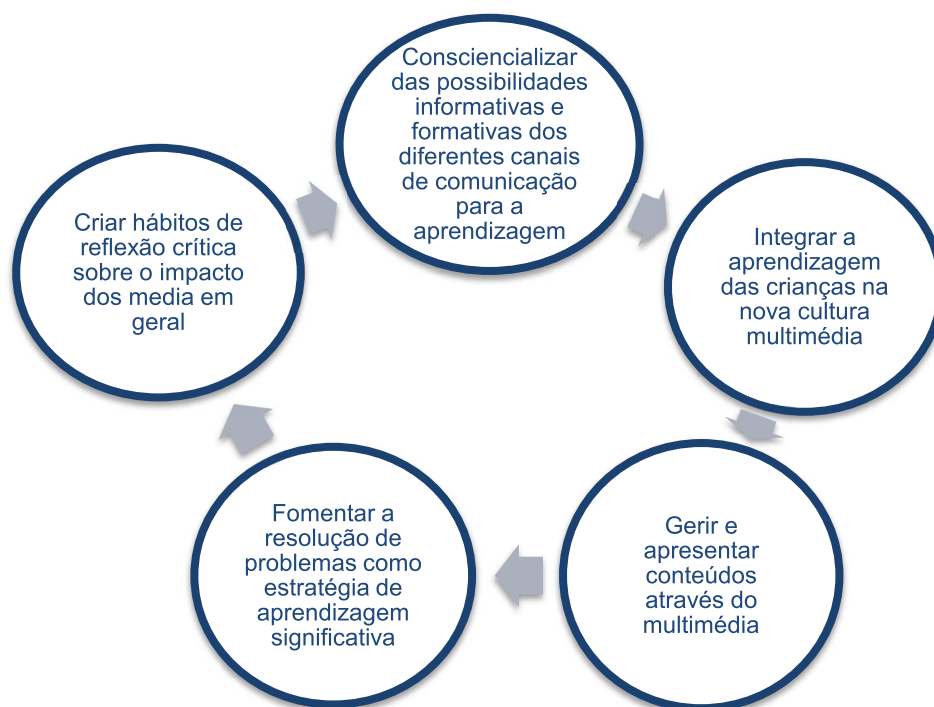 Consciencializar
das possibilidades
informativas e
formativas dos
diferentes canais
de comunicação
para a
aprendizagem
Integrar a
aprendizagem
das crianças na
nova cultura
multimédia
Gerir e
apresentar
conteúdos
através do
multimédia
Fomentar a
resolução de
problemas como
estratégia de
aprendizagem
significativa
Criar hábitos de
reflexão crítica
sobre o impacto
dos media em
geral